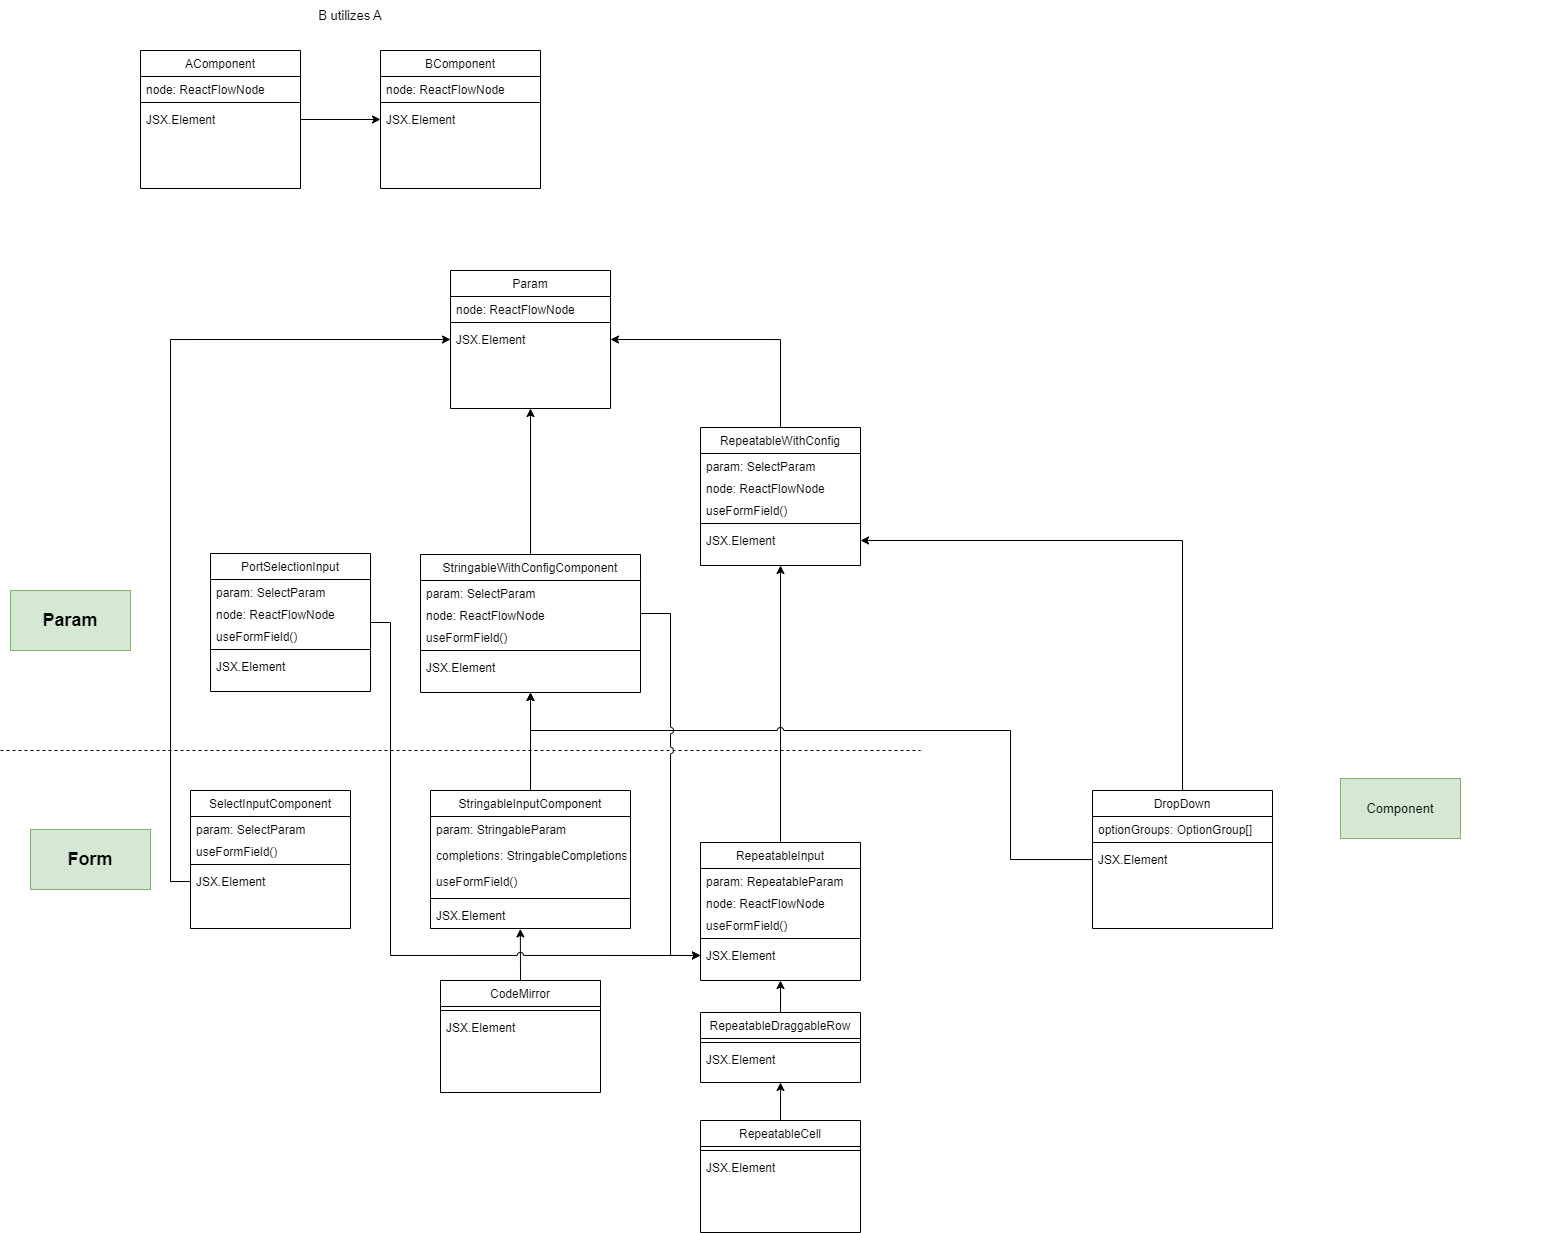 B utilizes A
AComponent
node: ReactFlowNode
JSX.Element
BComponent
node: ReactFlowNode
JSX.Element
Param
node: ReactFlowNode
JSX.Element
RepeatableWithConfig
param: SelectParam
node: ReactFlowNode
useFormField()
JSX.Element
PortSelectionInput
param: SelectParam
node: ReactFlowNode
useFormField()
JSX.Element
StringableWithConfigComponent
param: SelectParam
node: ReactFlowNode
useFormField()
JSX.Element
Param
SelectInputComponent
param: SelectParam
useFormField()
JSX.Element
StringableInputComponent
param: StringableParam
completions: StringableCompletions
useFormField()
JSX.Element
DropDown
optionGroups: OptionGroup[]
JSX.Element
Component
Form
RepeatableInput
param: RepeatableParam
node: ReactFlowNode
useFormField()
JSX.Element
CodeMirror
JSX.Element
RepeatableDraggableRow
JSX.Element
RepeatableCell
JSX.Element